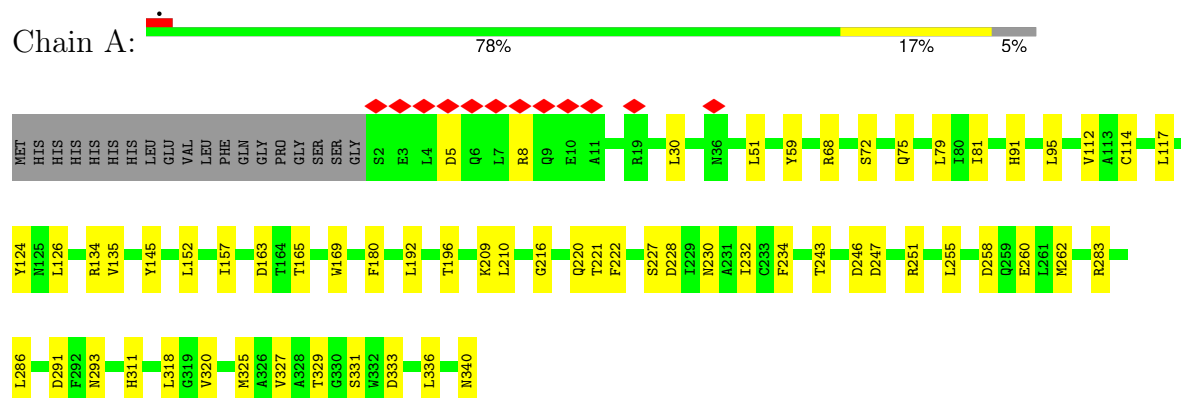 Chain A:
78% 17% 5%
MET HIS HIS HIS HIS HIS HIS LEU GLU VAL LEU PHE GLN GLY PRO GLY SER SER GLY S2 E3 L4 D5 Q6 L7 R8 Q9 E10 A11 R19 L30 N36 L51 Y59 R68 S72 Q75 L79 I80 I81 H91 L95 V112 A113 C114 L117
Y124 N125 L126 R134 V135 Y145 L152 I157 D163 T164 T165 W169 F180 L192 T196 K209 L210 G216 Q220 T221 F222 S227 D228 I229 N230 A231 I232 C233 F234 T243 D246 D247 R251 L255 D258 Q259 E260 L261 M262 R283
L286 D291 F292 N293 H311 L318 G319 V320 M325 A326 V327 A328 T329 G330 S331 W332 D333 L336 N340